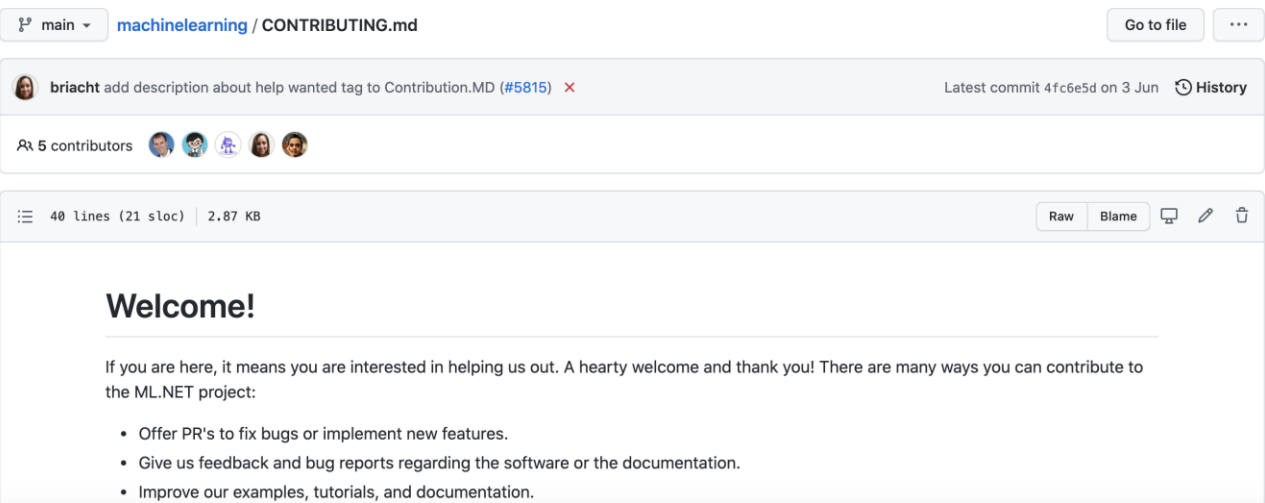 main machinelearning / CONTRIBUTING.md Go to file ...
briacht add description about help wanted tag to Contribution.MD (#5815) Latest commit 4fc6e5d on 3 Jun History
5 contributors
40 lines (21 sloc) 2.87 KB Raw Blame
Welcome!
If you are here, it means you are interested in helping us out. A hearty welcome and thank you! There are many ways you can contribute to
the ML.NET project:
• Offer PR's to fix bugs or implement new features.
• Give us feedback and bug reports regarding the software or the documentation.
• Improve our examples, tutorials, and documentation.